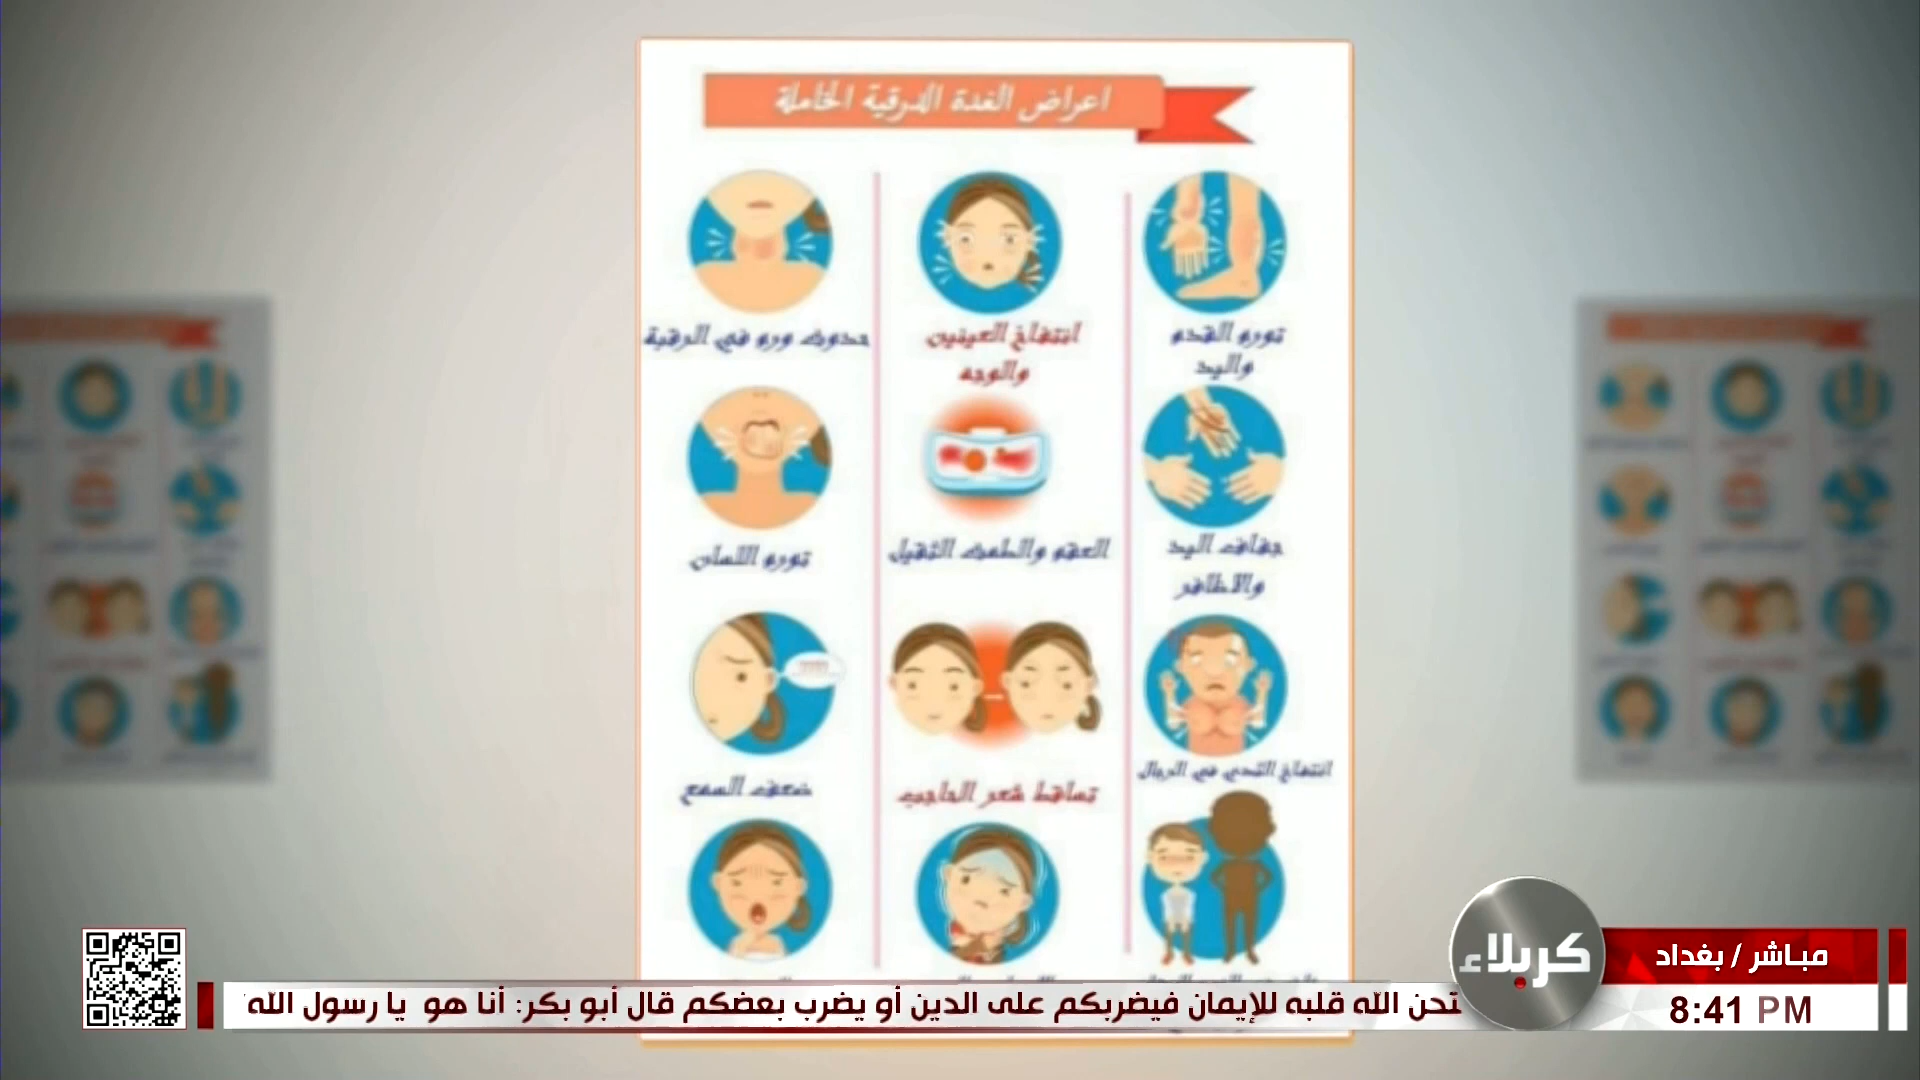 اعراض الغدة الدرقية الخاملة
تورم القدم
واليد
انتفاخ العينين
والوجه
حدوث ورم في الرقبة
جفاف اليد
والاظافر
العقم والطمث الثقيل
تورم اللسان
انتفاخ الثدي في الرجال
تساقط شعر الحاجب
ضعف السمع
كربلاء
مباشر / بغداد
8:41 PM
الله قلبه للإيمان فيضربكم على الدين أو يضرب بعضكم قال أبو بكر: أنا هو يا رسول الله